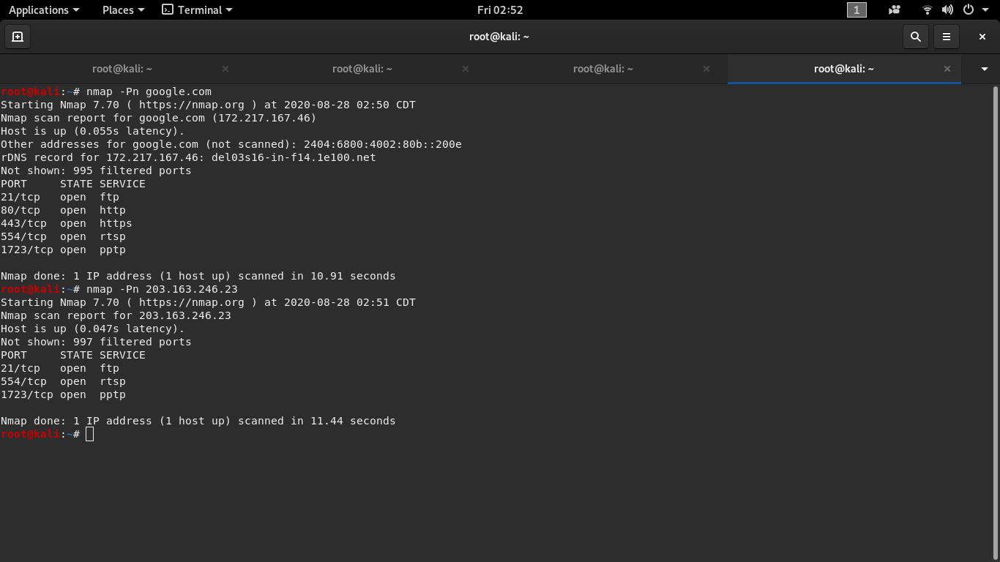 Applications Places Terminal Fri 02:52 1
root@kali: ~
root@kali: ~ root@kali: ~ root@kali: ~ root@kali: ~
root@kali:~# nmap -Pn google.com
Starting Nmap 7.70 ( https://nmap.org ) at 2020-08-28 02:50 CDT
Nmap scan report for google.com (172.217.167.46)
Host is up (0.055s latency).
Other addresses for google.com (not scanned): 2404:6800:4002:80b::200e
rDNS record for 172.217.167.46: del03s16-in-f14.1e100.net
Not shown: 995 filtered ports
PORT     STATE SERVICE
21/tcp   open  ftp
80/tcp   open  http
443/tcp  open  https
554/tcp  open  rtsp
1723/tcp open  pptp
Nmap done: 1 IP address (1 host up) scanned in 10.91 seconds
root@kali:~# nmap -Pn 203.163.246.23
Starting Nmap 7.70 ( https://nmap.org ) at 2020-08-28 02:51 CDT
Nmap scan report for 203.163.246.23
Host is up (0.047s latency).
Not shown: 997 filtered ports
PORT     STATE SERVICE
21/tcp   open  ftp
554/tcp  open  rtsp
1723/tcp open  pptp
Nmap done: 1 IP address (1 host up) scanned in 11.44 seconds
root@kali:~#